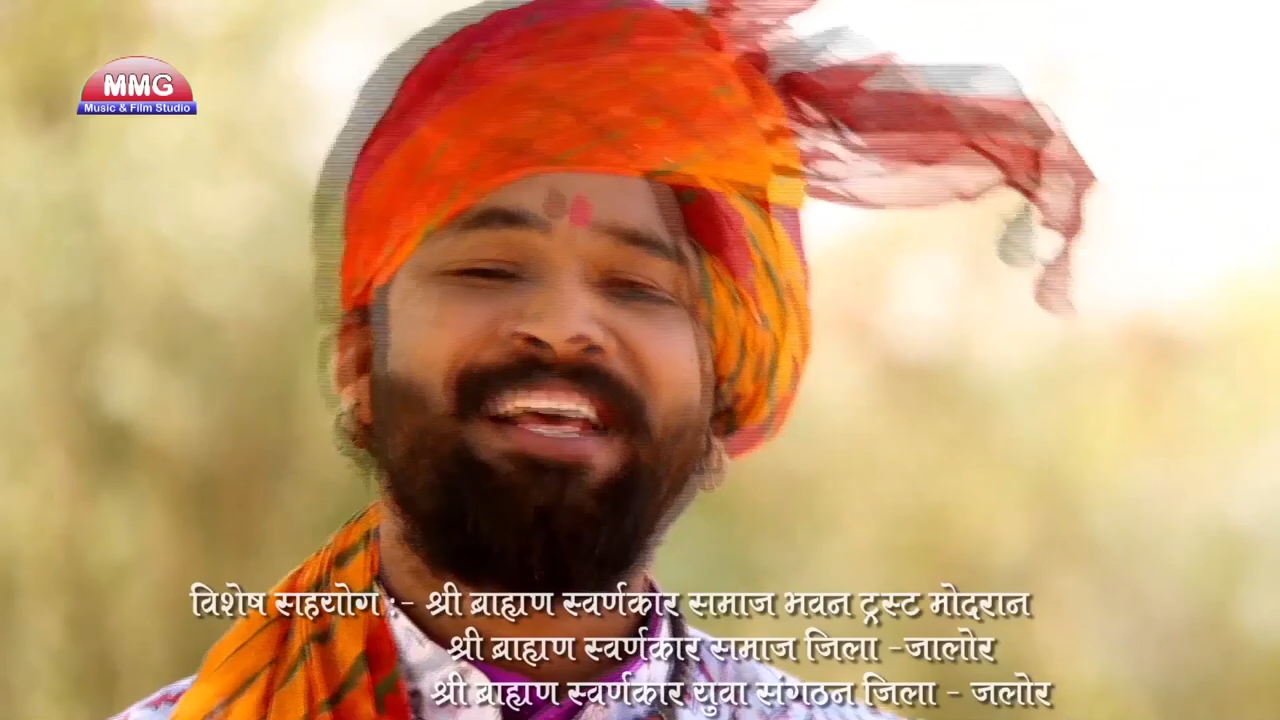 MMG
Music & Film Studio
विशेष सहयोग :- श्री ब्राह्मण स्वर्णकार समाज भवन ट्रस्ट मोदरान
श्री ब्राह्मण स्वर्णकार समाज जिला -जालोर
श्री ब्राह्मण स्वर्णकार युवा संगठन जिला - जलोर